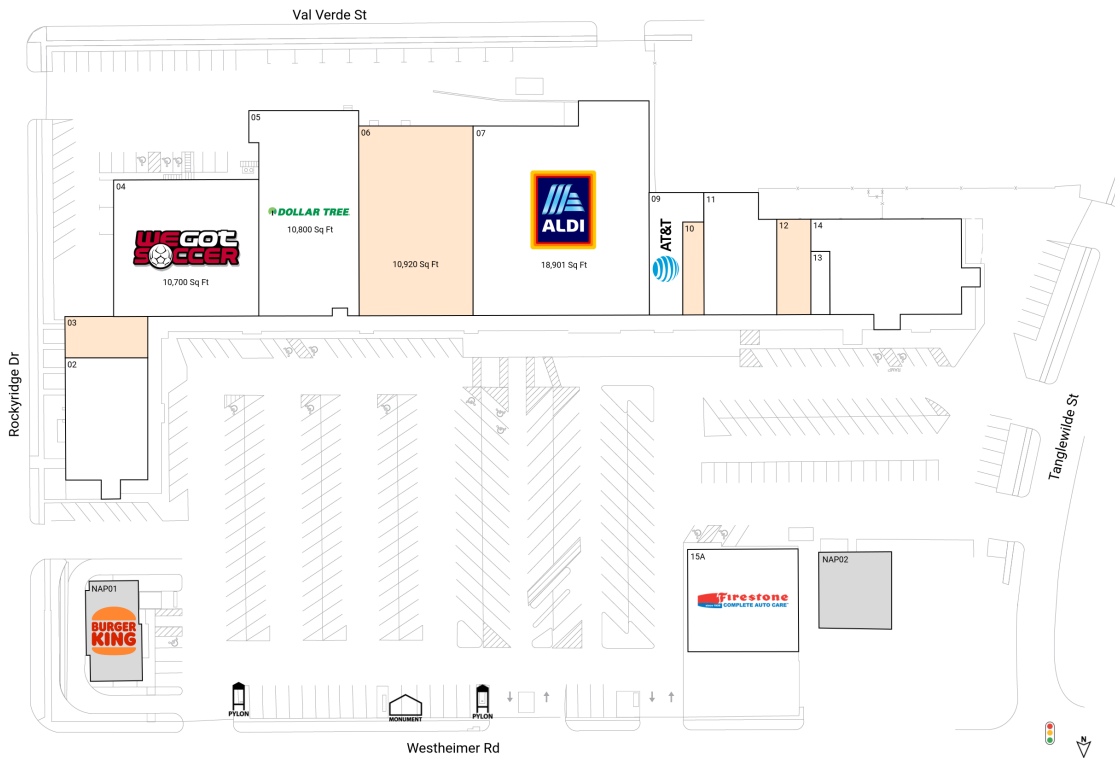 Val Verde St
05
06
07
04
09
11
DOLLAR TREE
10,800 Sq Ft
ALDI
AT&T
10
12
14
WEGOT
SOCCER
10,700 Sq Ft
10,920 Sq Ft
18,901 Sq Ft
13
03
02
Rockyridge Dr
Tanglewilde St
15A
NAP02
NAP01
Firestone
COMPLETE AUTO CARE
BURGER
KING
PYLON
MONUMENT
PYLON
Westheimer Rd
N